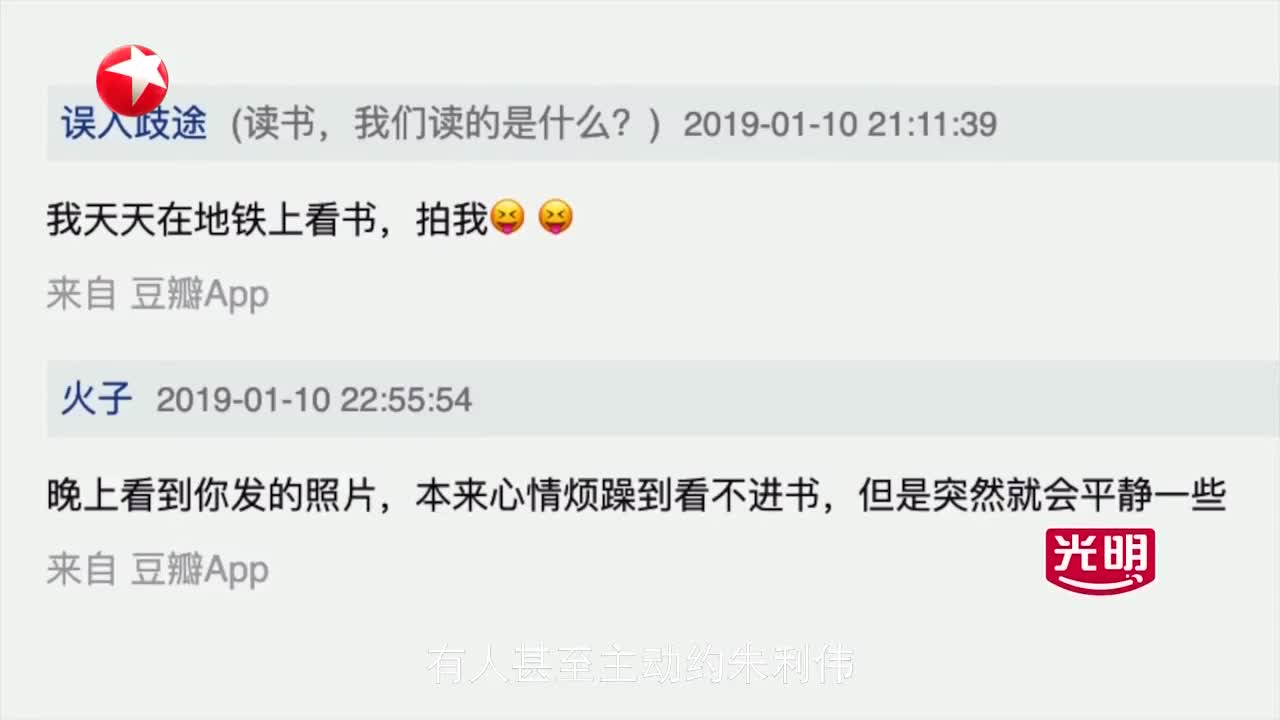 误入歧途 (读书，我们读的是什么？) 2019-01-10 21:11:39
我天天在地铁上看书，拍我😝 😝
来自 豆瓣App
火子 2019-01-10 22:55:54
晚上看到你发的照片，本来心情烦躁到看不进书，但是突然就会平静一些
光明
来自 豆瓣App
有人甚至主动约朱利伟